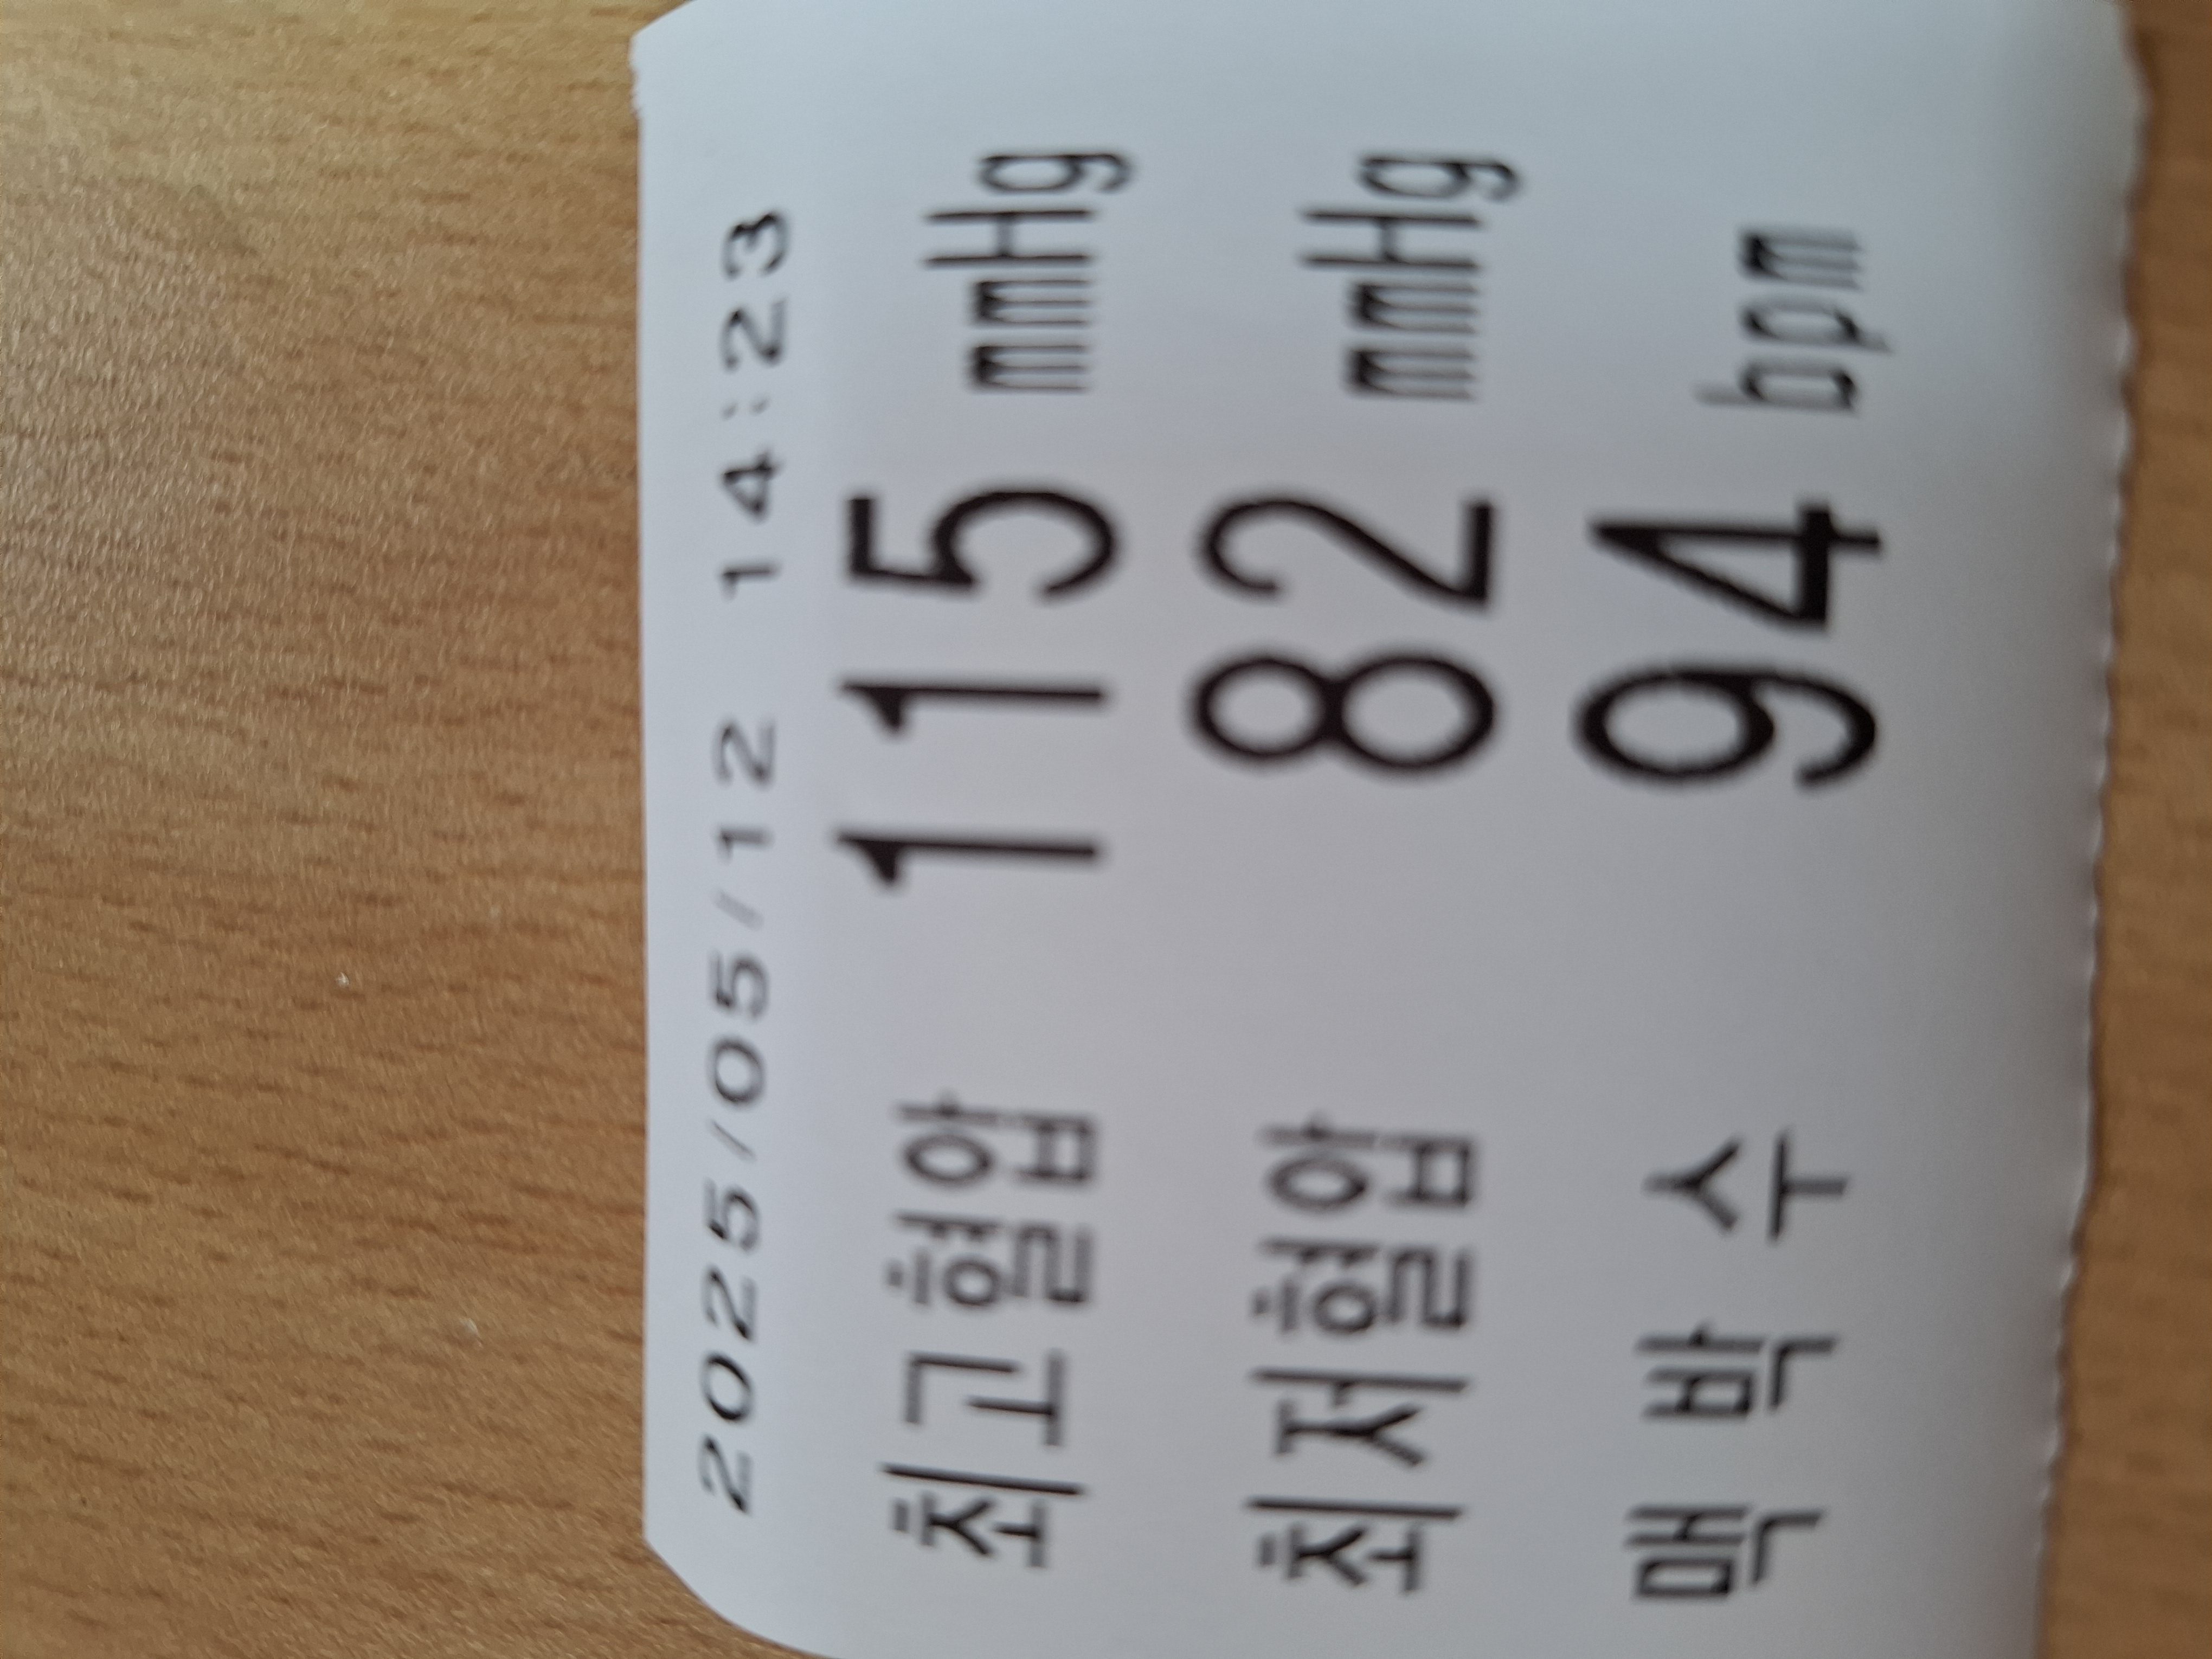 2025/05/12 14:23
최고혈압 115 mmHg
최저혈압 82 mmHg
맥 박 수 94 bpm